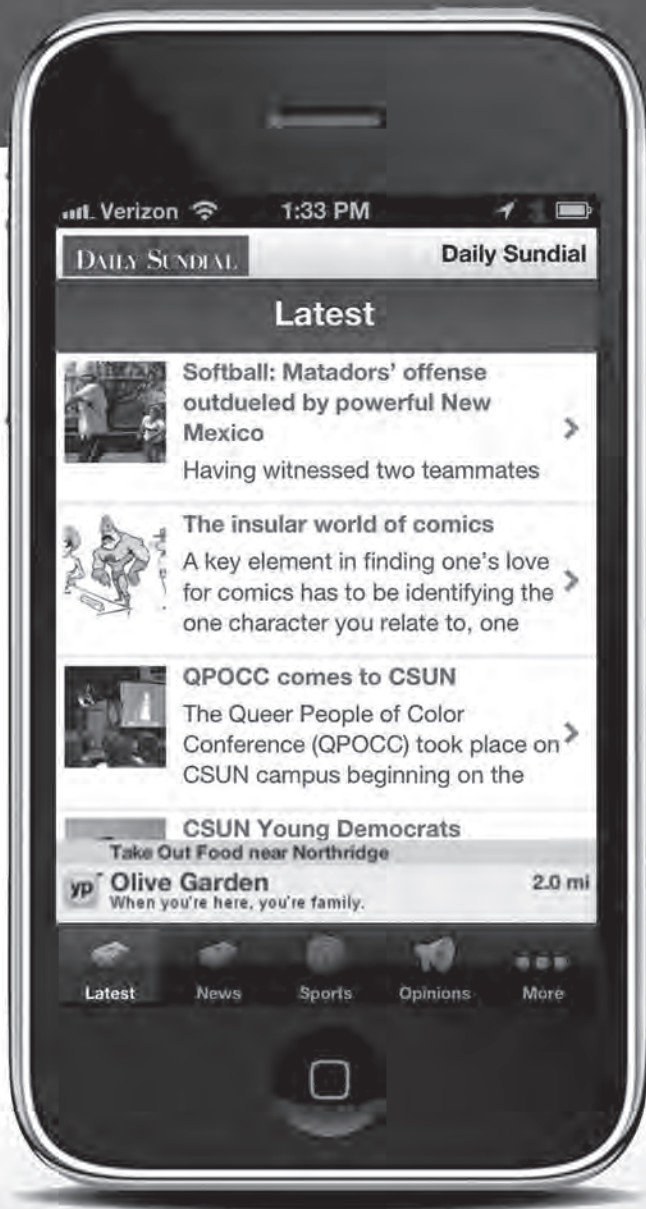 Verizon 1:33 PM
DAILY SUNDIAL Daily Sundial
Latest
Softball: Matadors' offense
outdueled by powerful New
Mexico
Having witnessed two teammates
The insular world of comics
A key element in finding one's love
for comics has to be identifying the
one character you relate to, one
QPOCC comes to CSUN
The Queer People of Color
Conference (QPOCC) took place on
CSUN campus beginning on the
CSUN Young Democrats
Take Out Food near Northridge
yp Olive Garden 2.0 mi
When you're here, you're family.
Latest News Sports Opinions More